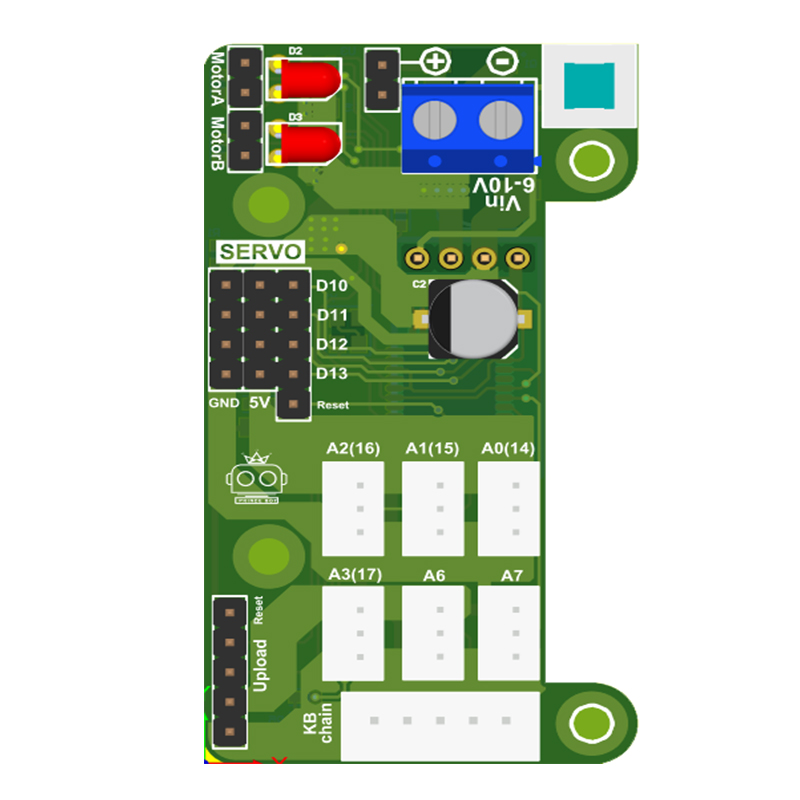 MotorA
D2
+ -
MotorB
D3
Vin
6-10V
SERVO
D10
C2
D11
D12
D13
GND 5V
Reset
A2(16) A1(15) A0(14)
A3(17) A6 A7
Reset
Upload
KB
chain
X